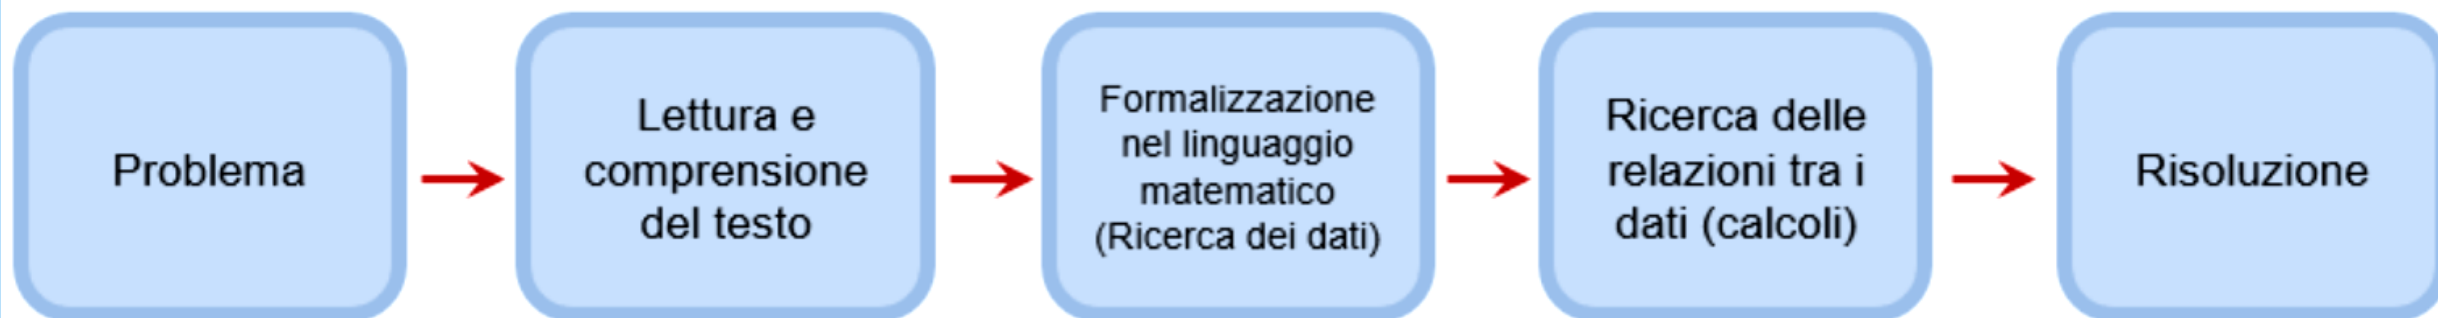 Problema
Lettura e
comprensione
del testo
Formalizzazione
nel linguaggio
matematico
(Ricerca dei dati)
Ricerca delle
relazioni tra i
dati (calcoli)
Risoluzione